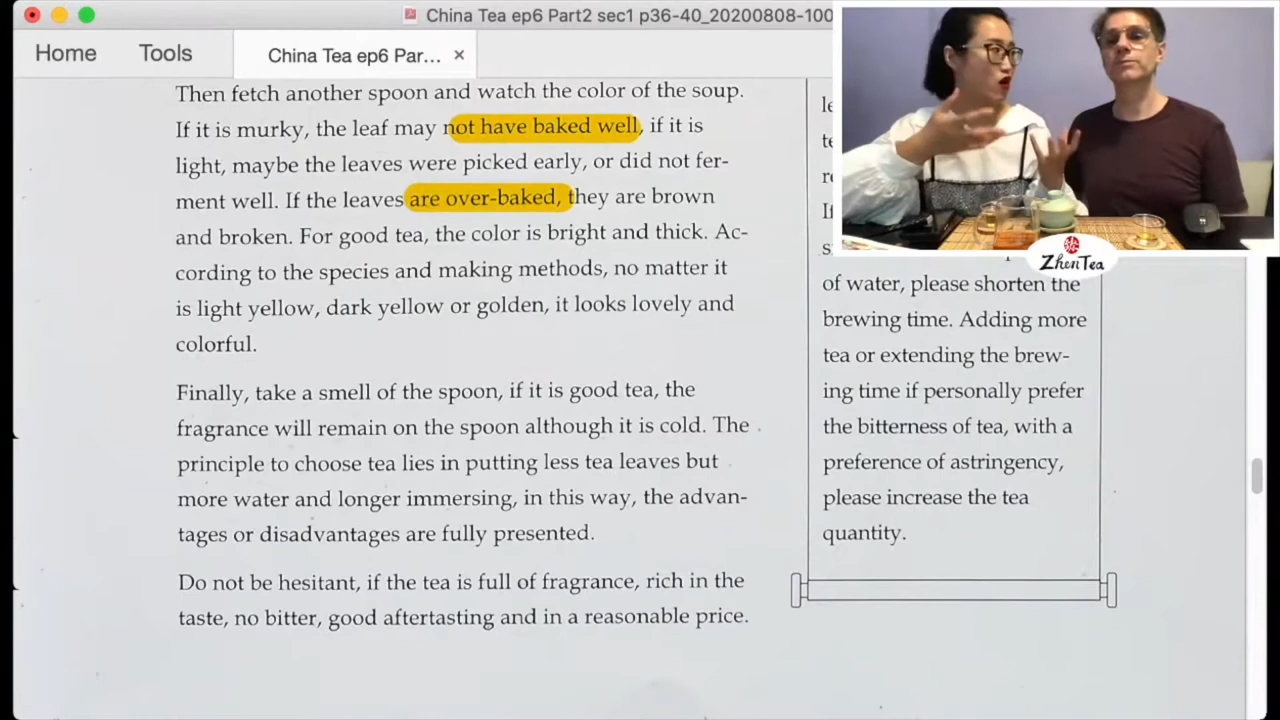 China Tea ep6 Part2 sec1 p36-40_20200808-100
Home Tools China Tea ep6 Par... ×
Then fetch another spoon and watch the color of the soup.
If it is murky, the leaf may not have baked well, if it is
light, maybe the leaves were picked early, or did not fer-
ment well. If the leaves are over-baked, they are brown
and broken. For good tea, the color is bright and thick. Ac-
cording to the species and making methods, no matter it
is light yellow, dark yellow or golden, it looks lovely and
colorful.
Finally, take a smell of the spoon, if it is good tea, the
fragrance will remain on the spoon although it is cold. The
principle to choose tea lies in putting less tea leaves but
more water and longer immersing, in this way, the advan-
tages or disadvantages are fully presented.
Do not be hesitant, if the tea is full of fragrance, rich in the
taste, no bitter, good aftertasting and in a reasonable price.
ZhenTea
of water, please shorten the
brewing time. Adding more
tea or extending the brew-
ing time if personally prefer
the bitterness of tea, with a
preference of astringency,
please increase the tea
quantity.